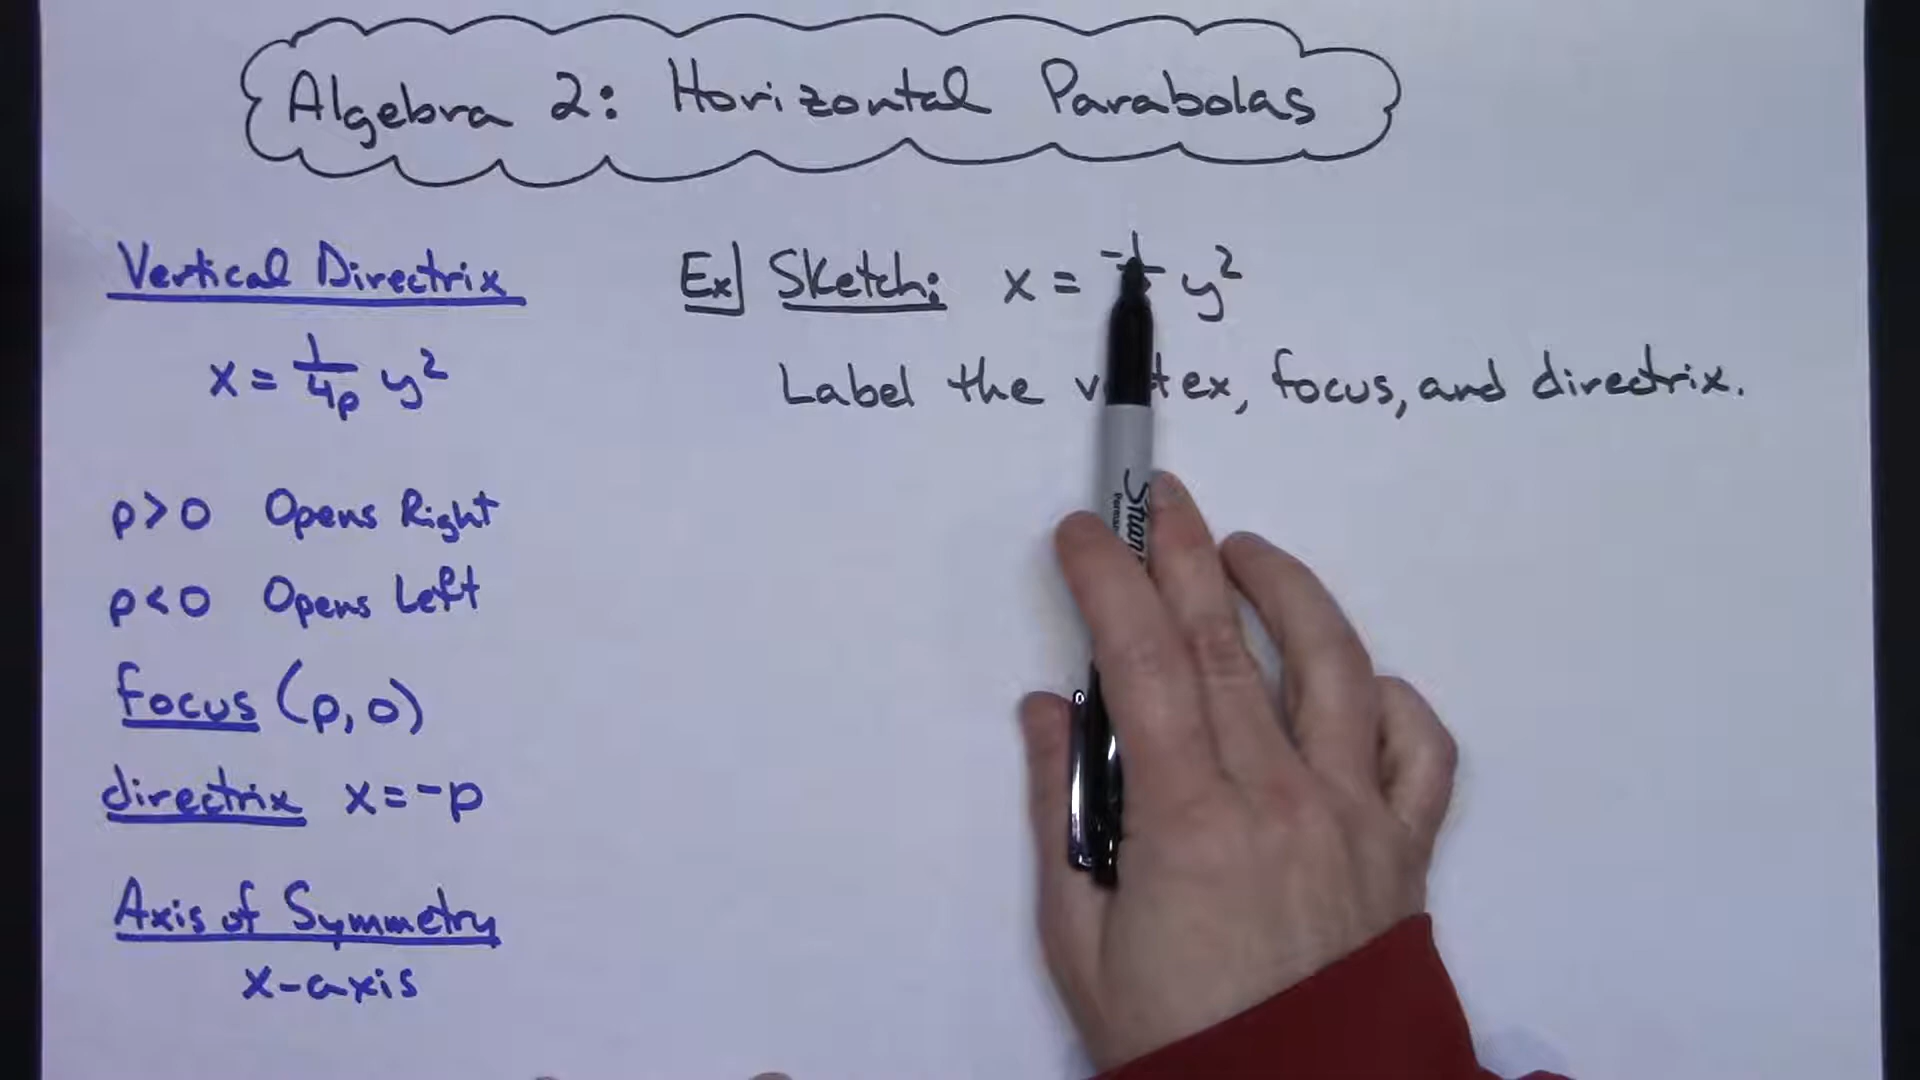 Algebra 2: Horizontal Parabolas
Vertical Directrix
x = 1/4p y²
p>0 Opens Right
p<0 Opens Left
focus (p,0)
directrix x=-p
Axis of Symmetry
x-axis
Ex] Sketch: x = y²
Label the focus, and directrix.